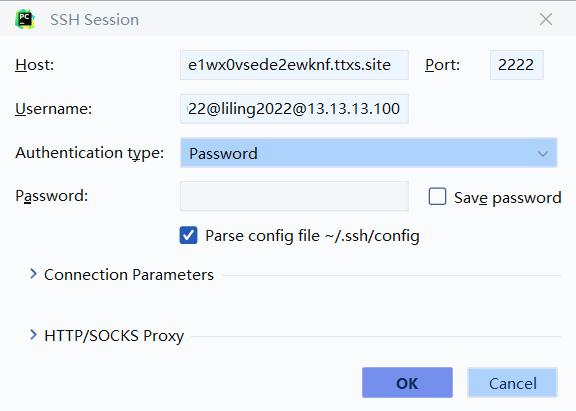 PC
SSH Session
Host: e1wx0vsede2ewknf.ttxs.site Port: 2222
Username: 22@liling2022@13.13.13.100
Authentication type: Password
Password: Save password
Parse config file ~/.ssh/config
Connection Parameters
HTTP/SOCKS Proxy
OK Cancel